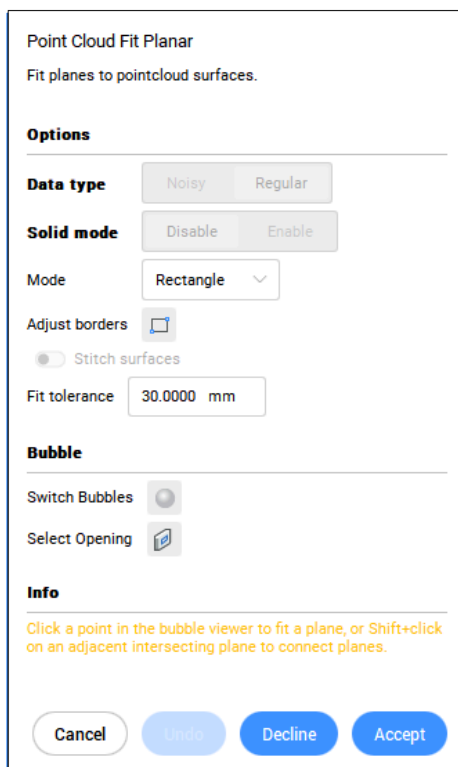 Point Cloud Fit Planar
Fit planes to pointcloud surfaces.
Options
Data type Noisy Regular
Solid mode Disable Enable
Mode Rectangle
Adjust borders
Stitch surfaces
Fit tolerance 30.0000 mm
Bubble
Switch Bubbles
Select Opening
Info
Click a point in the bubble viewer to fit a plane, or Shift+click
on an adjacent intersecting plane to connect planes.
Cancel Undo Decline Accept